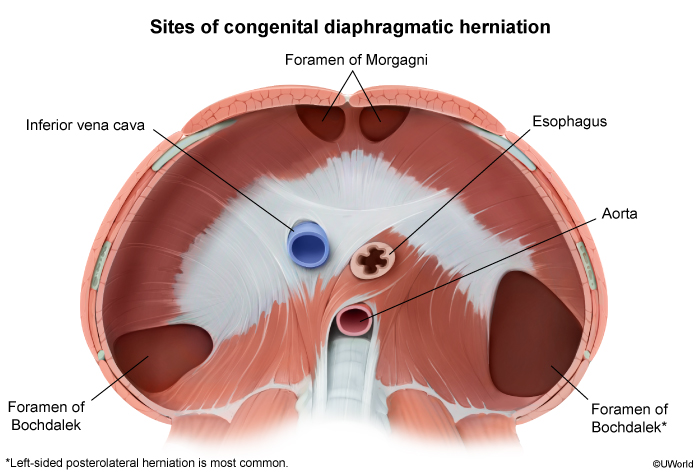 Sites of congenital diaphragmatic herniation
Foramen of Morgagni
Inferior vena cava
Esophagus
Aorta
Foramen of
Bochdalek
Foramen of
Bochdalek*
*Left-sided posterolateral herniation is most common.
©UWorld